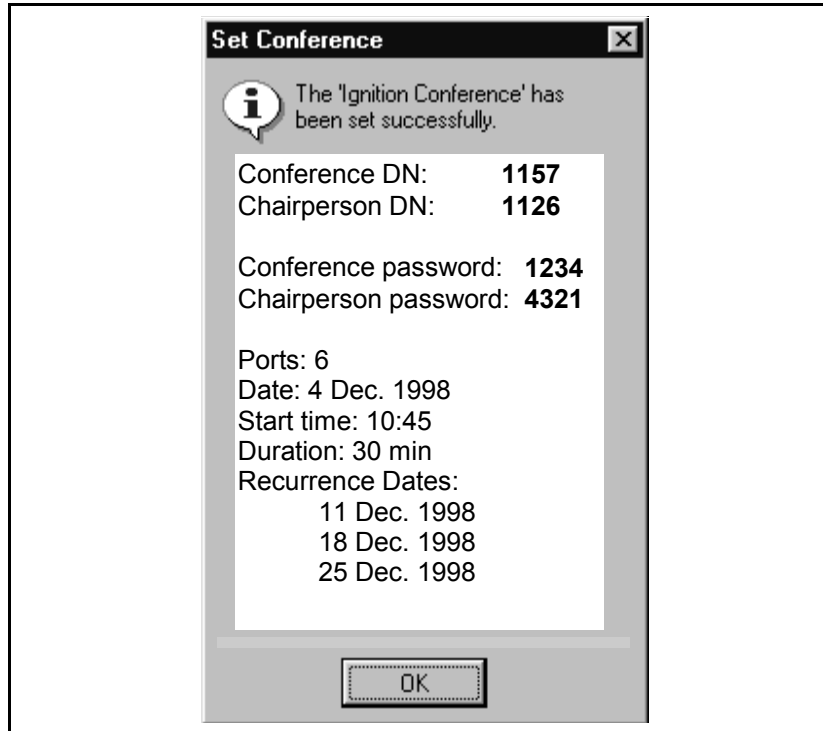 Set Conference
The 'Ignition Conference' has
been set successfully.
Conference DN: 1157
Chairperson DN: 1126
Conference password: 1234
Chairperson password: 4321
Ports: 6
Date: 4 Dec. 1998
Start time: 10:45
Duration: 30 min
Recurrence Dates:
11 Dec. 1998
18 Dec. 1998
25 Dec. 1998
OK